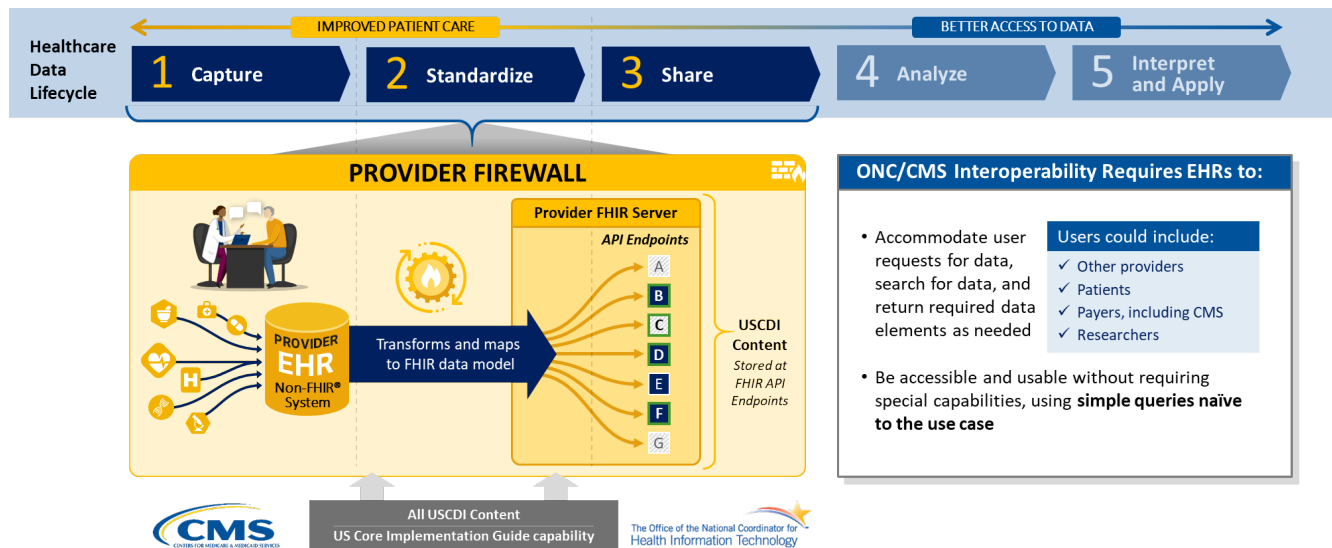 IMPROVED PATIENT CARE
BETTER ACCESS TO DATA
Healthcare
Data
Lifecycle
1 Capture
2 Standardize
3 Share
4 Analyze
5 Interpret
and Apply
PROVIDER FIREWALL
Provider FHIR Server
API Endpoints
A
B
C
D
E
F
G
H
PROVIDER
EHR
Non-FHIR®
System
Transforms and maps
to FHIR data model
USCDI
Content
Stored at
FHIR API
Endpoints
ONC/CMS Interoperability Requires EHRs to:
• Accommodate user
requests for data,
search for data, and
return required data
elements as needed
Users could include:
✓ Other providers
✓ Patients
✓ Payers, including CMS
✓ Researchers
• Be accessible and usable without requiring
special capabilities, using simple queries naïve
to the use case
CMS
CENTERS FOR MEDICARE & MEDICAID SERVICES
All USCDI Content
US Core Implementation Guide capability
The Office of the National Coordinator for
Health Information Technology